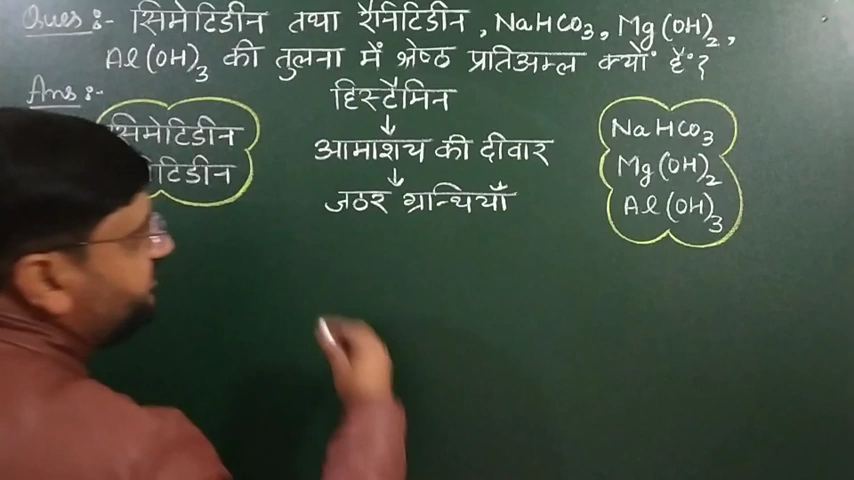 Ques :- सिमेटिडीन तथा रैनिटिडीन , NaHCO3, Mg(OH)2,
Al(OH)3 की तुलना में श्रेष्ठ प्रतिअम्ल क्यों हैं?
Ans :-
सिमेटिडीन
हिस्टैमिन
↓
आमाशय की दीवार
↓
जठर ग्रन्थियाँ
NaHCO3
Mg(OH)2
Al(OH)3